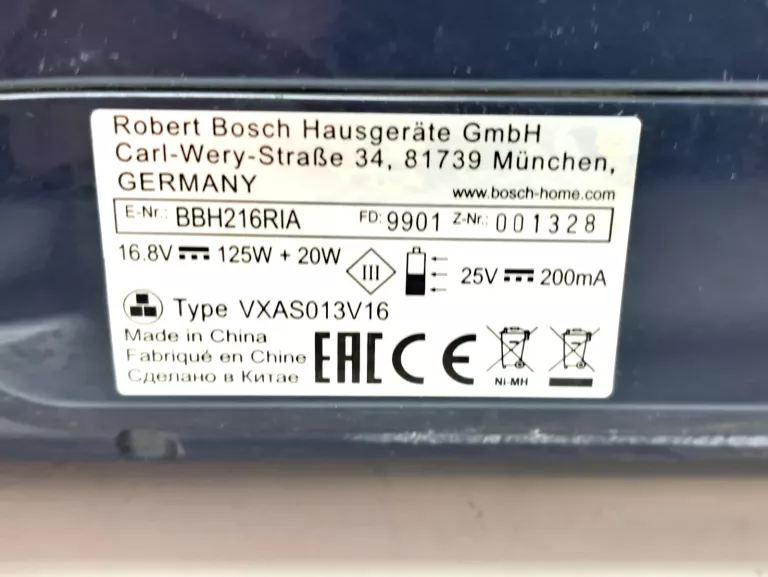 Robert Bosch Hausgeräte GmbH
Carl-Wery-Straße 34, 81739 München,
GERMANY www.bosch-home.com
E-Nr.: BBH216RIA FD: 9901 Z-Nr.: 001328
16.8V 125W + 20W III 25V 200mA
Type VXAS013V16
Made in China
Fabriqué en Chine
Сделано в Китае
EAC CE Ni-MH